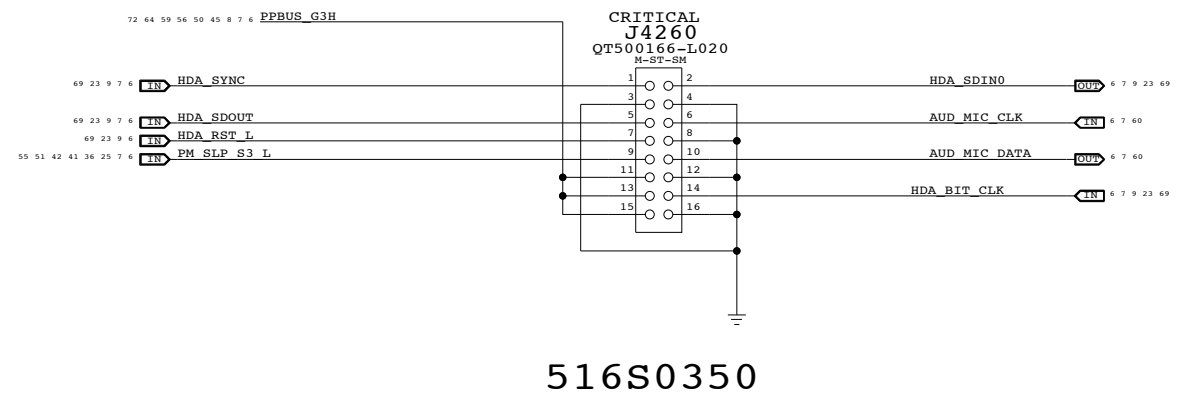 72 64 59 56 50 45 8 7 6 PPBUS_G3H
CRITICAL
J4260
QT500166-L020
M-ST-SM
69 23 9 7 6 IN HDA_SYNC 1 2 HDA_SDIN0 OUT 6 7 9 23 69
3 4
69 23 9 7 6 IN HDA_SDOUT 5 6 AUD_MIC_CLK IN 6 7 60
69 23 9 6 IN HDA_RST_L 7 8
55 51 42 41 36 25 7 6 IN PM_SLP_S3_L 9 10 AUD_MIC_DATA OUT 6 7 60
11 12
13 14 HDA_BIT_CLK IN 6 7 9 23 69
15 16
516S0350